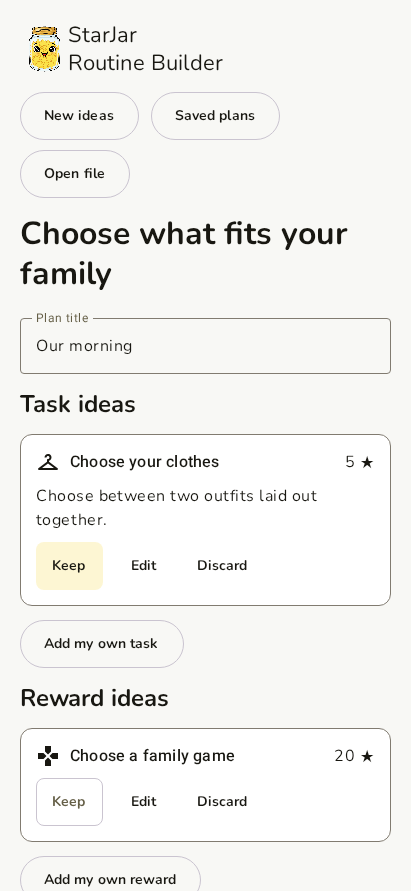 StarJar
Routine Builder
New ideas
Saved plans
Open file
Choose what fits your
family
Plan title
Our morning
Task ideas
Choose your clothes
5 ★
Choose between two outfits laid out
together.
Keep
Edit
Discard
Add my own task
Reward ideas
Choose a family game
20 ★
Keep
Edit
Discard
Add my own reward